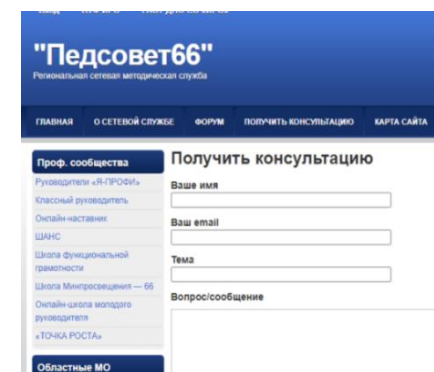 "Педсовет66"
Региональная сетевая методическая служба
ГЛАВНАЯ О СЕТЕВОЙ СЛУЖБЕ ФОРУМ ПОЛУЧИТЬ КОНСУЛЬТАЦИЮ КАРТА САЙТА
Проф. сообщества
Руководители «Я-ПРОФИ»
Классный руководитель
Онлайн-наставник
ШАНС
Школа функциональной
грамотности
Школа Минпросвещения — 66
Онлайн-школа молодого
руководителя
«ТОЧКА РОСТА»
Областные МО
Получить консультацию
Ваше имя
Ваш email
Тема
Вопрос/сообщение